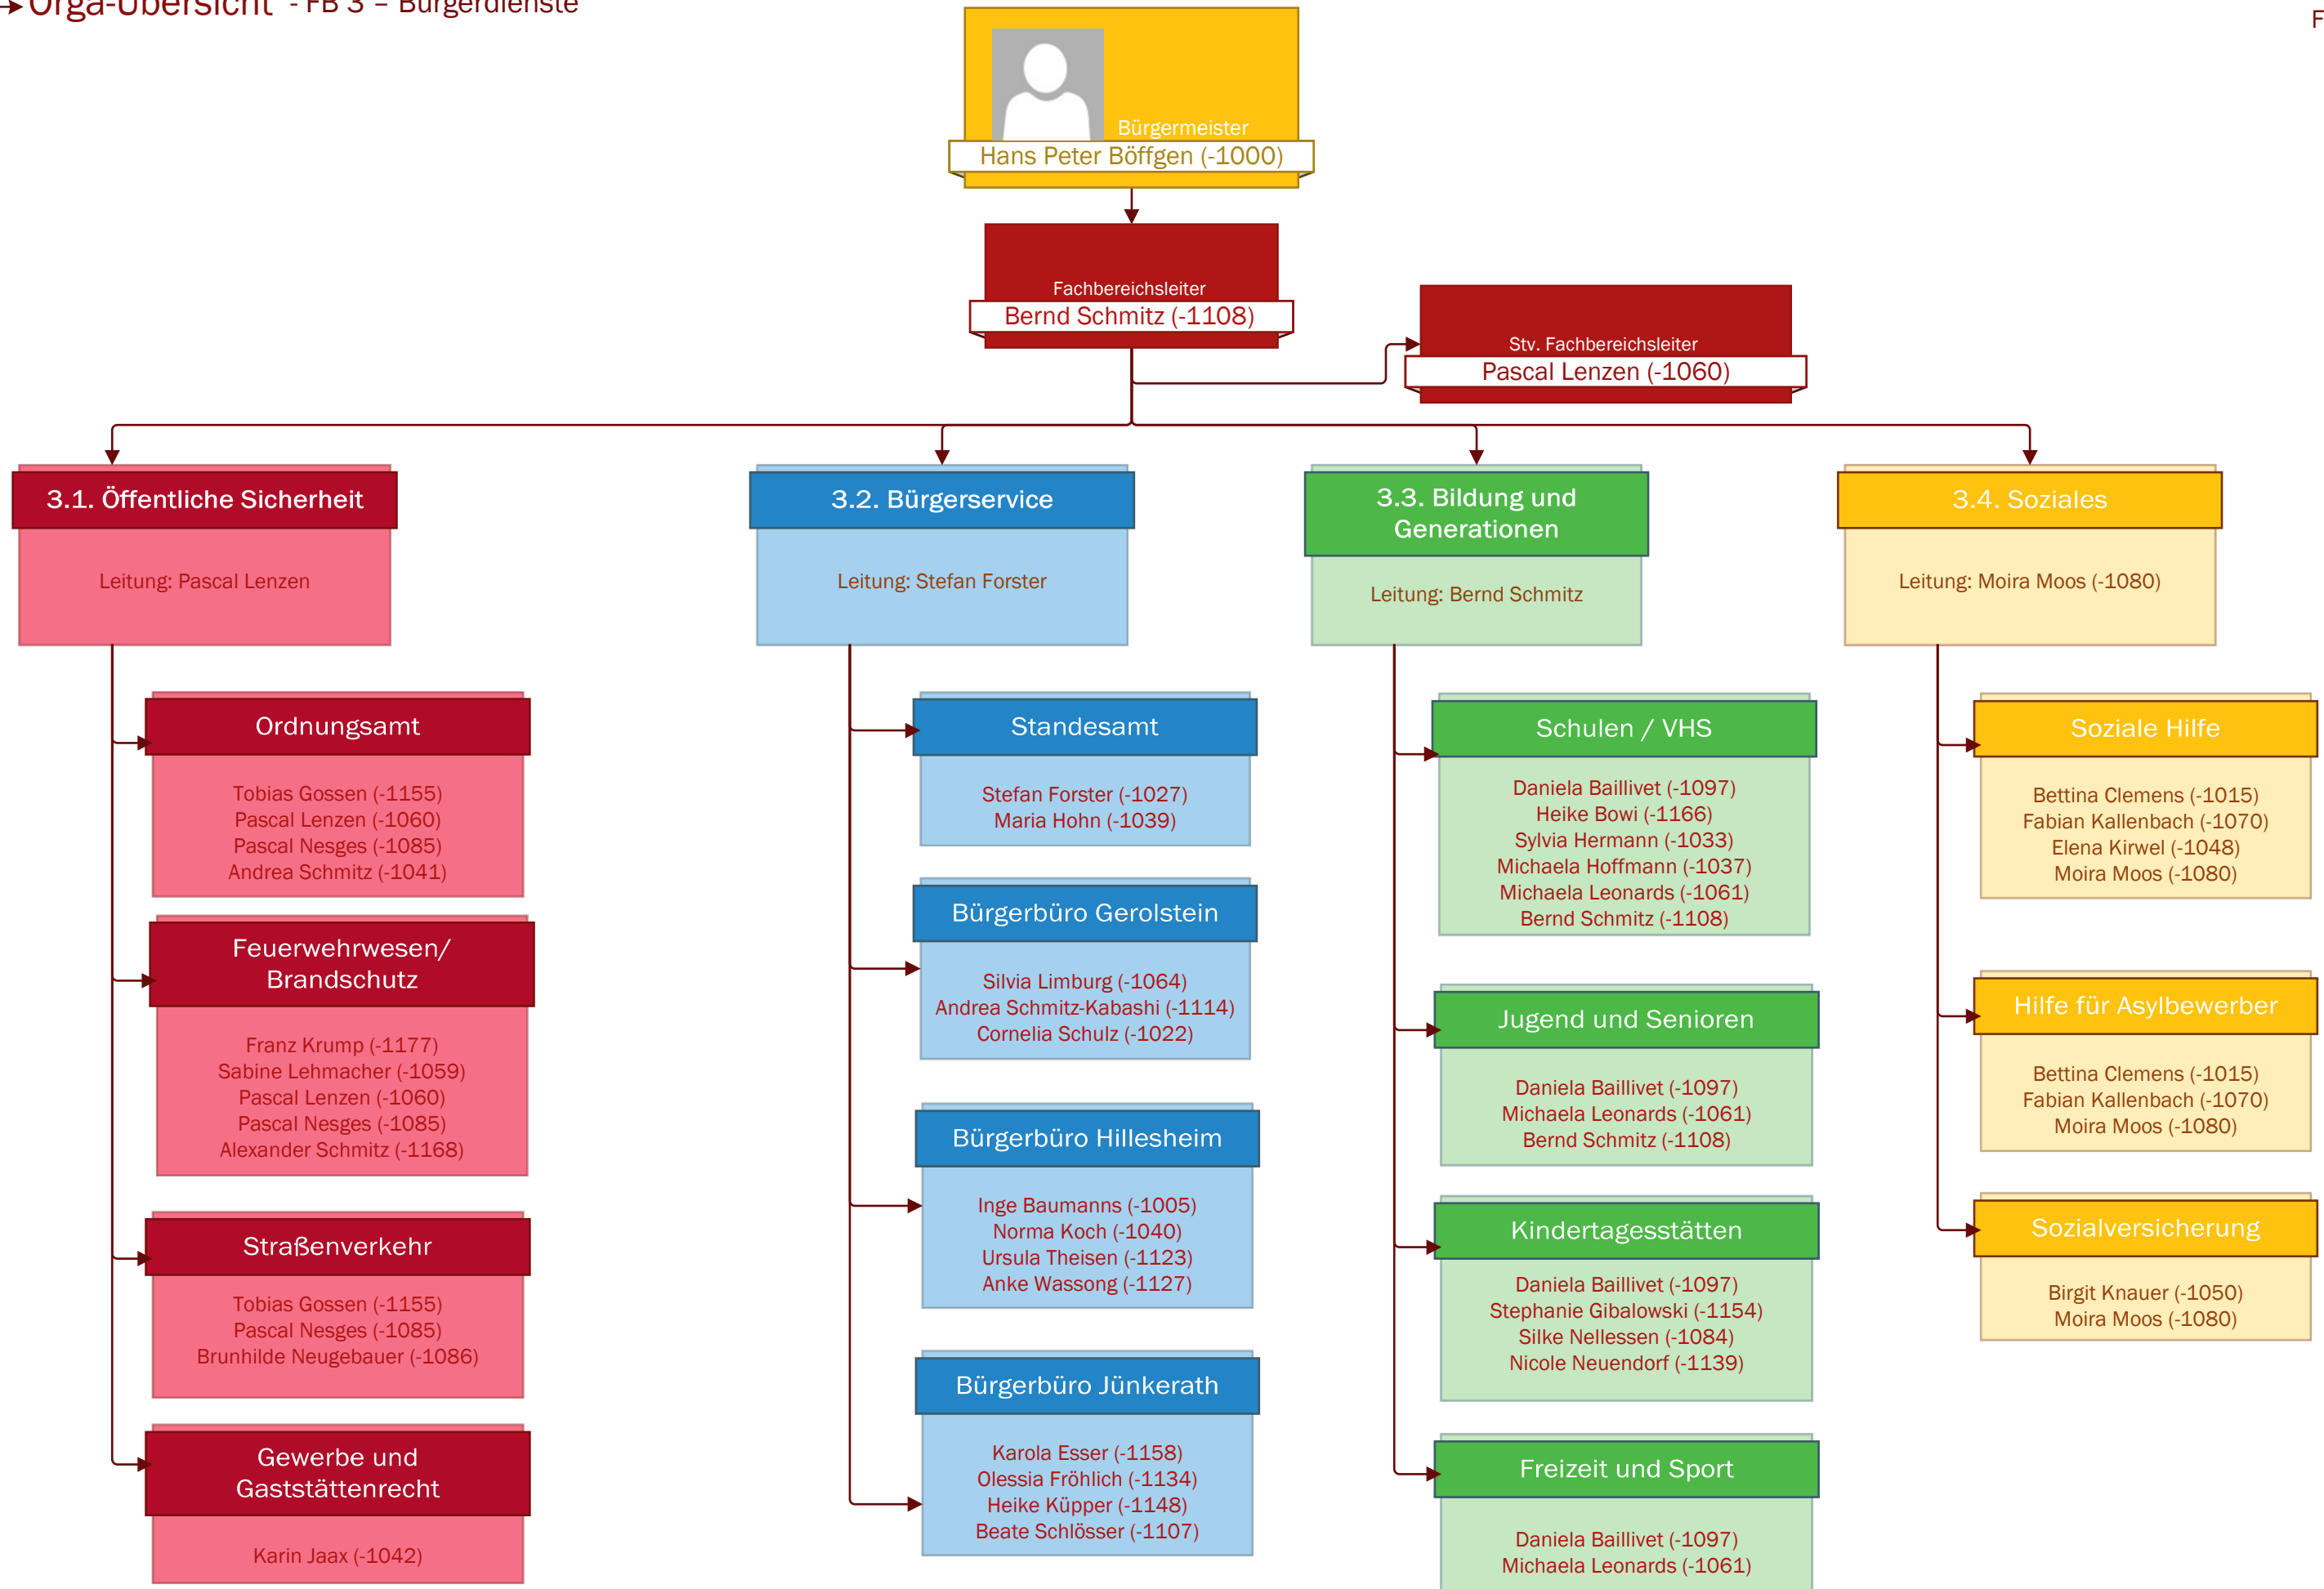 Orga-Übersicht - FB 3 – Bürgerdienste
F
Bürgermeister
Hans Peter Böffgen (-1000)
Fachbereichsleiter
Bernd Schmitz (-1108)
Stv. Fachbereichsleiter
Pascal Lenzen (-1060)
3.1. Öffentliche Sicherheit
Leitung: Pascal Lenzen
Ordnungsamt
Tobias Gossen (-1155)
Pascal Lenzen (-1060)
Pascal Nesges (-1085)
Andrea Schmitz (-1041)
Feuerwehrwesen/
Brandschutz
Franz Krump (-1177)
Sabine Lehmacher (-1059)
Pascal Lenzen (-1060)
Pascal Nesges (-1085)
Alexander Schmitz (-1168)
Straßenverkehr
Tobias Gossen (-1155)
Pascal Nesges (-1085)
Brunhilde Neugebauer (-1086)
Gewerbe und
Gaststättenrecht
Karin Jaax (-1042)
3.2. Bürgerservice
Leitung: Stefan Forster
Standesamt
Stefan Forster (-1027)
Maria Hohn (-1039)
Bürgerbüro Gerolstein
Silvia Limburg (-1064)
Andrea Schmitz-Kabashi (-1114)
Cornelia Schulz (-1022)
Bürgerbüro Hillesheim
Inge Baumanns (-1005)
Norma Koch (-1040)
Ursula Theisen (-1123)
Anke Wassong (-1127)
Bürgerbüro Jünkerath
Karola Esser (-1158)
Olessia Fröhlich (-1134)
Heike Küpper (-1148)
Beate Schlösser (-1107)
3.3. Bildung und
Generationen
Leitung: Bernd Schmitz
Schulen / VHS
Daniela Baillivet (-1097)
Heike Bowi (-1166)
Sylvia Hermann (-1033)
Michaela Hoffmann (-1037)
Michaela Leonards (-1061)
Bernd Schmitz (-1108)
Jugend und Senioren
Daniela Baillivet (-1097)
Michaela Leonards (-1061)
Bernd Schmitz (-1108)
Kindertagesstätten
Daniela Baillivet (-1097)
Stephanie Gibalowski (-1154)
Silke Nellessen (-1084)
Nicole Neuendorf (-1139)
Freizeit und Sport
Daniela Baillivet (-1097)
Michaela Leonards (-1061)
3.4. Soziales
Leitung: Moira Moos (-1080)
Soziale Hilfe
Bettina Clemens (-1015)
Fabian Kallenbach (-1070)
Elena Kirwel (-1048)
Moira Moos (-1080)
Hilfe für Asylbewerber
Bettina Clemens (-1015)
Fabian Kallenbach (-1070)
Moira Moos (-1080)
Sozialversicherung
Birgit Knauer (-1050)
Moira Moos (-1080)